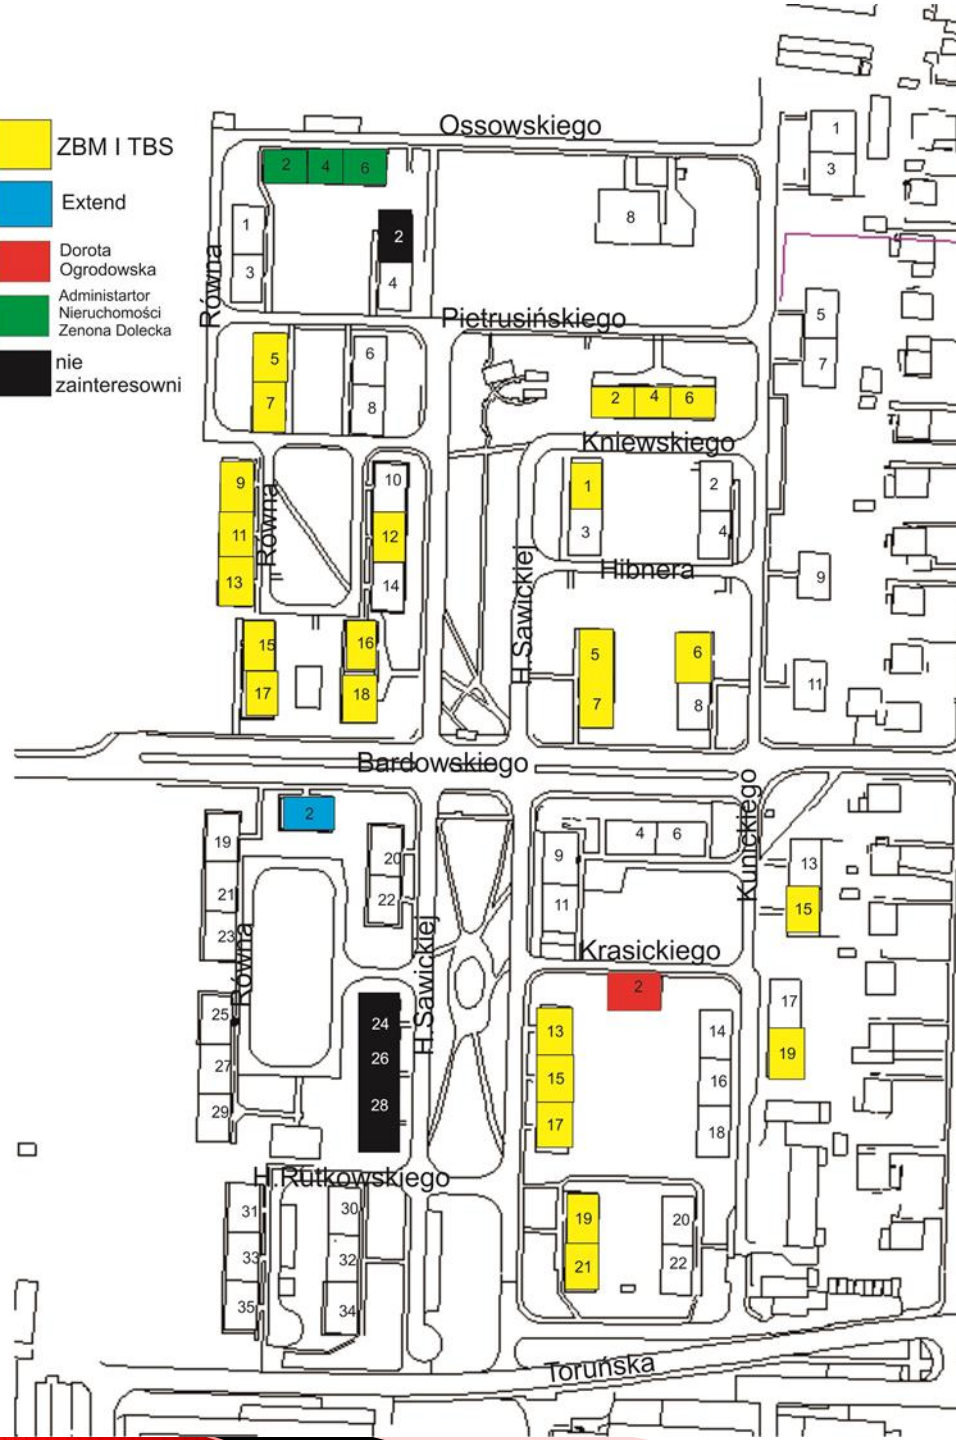 ZBM I TBS
Extend
Dorota
Ogrodowska
Administartor
Nieruchomości
Zenona Dolecka
nie
zainteresowni
Ossowskiego
2 4 6
1
3
2
4
8
1
3
Równa
Pietrusińskiego
5
7
6
8
2 4 6
5
7
Kniewskiego
9
11
13
Równa
10
12
14
1
3
2
4
Hibnera
9
H.Sawickiej
15
17
16
18
5
7
6
8
11
Bardowskiego
2
19
21
23
20
22
9
11
4 6
Kunickiego
13
15
Równa
H.Sawickiej
Krasickiego
2
25
27
29
24
26
28
13
15
17
14
16
18
17
19
H.Rutkowskiego
31
33
35
30
32
34
19
21
20
22
Toruńska